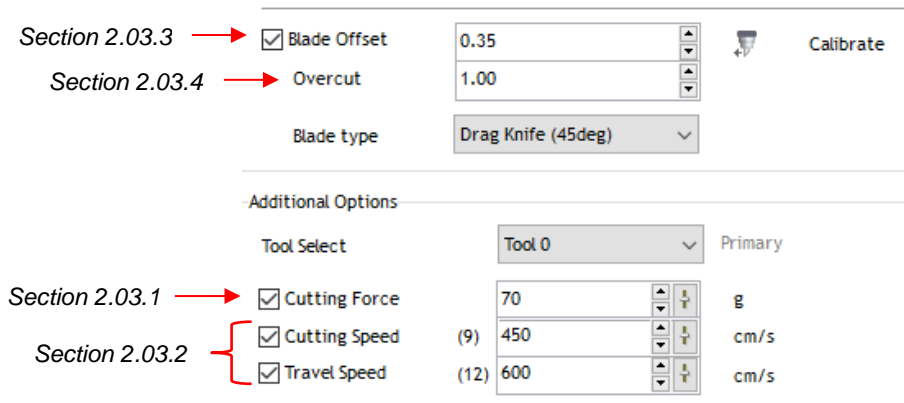 Section 2.03.3 Blade Offset 0.35 Calibrate
Section 2.03.4 Overcut 1.00
Blade type Drag Knife (45deg)
Additional Options
Tool Select Tool 0 Primary
Section 2.03.1 Cutting Force 70 g
Cutting Speed (9) 450 cm/s
Section 2.03.2
Travel Speed (12) 600 cm/s